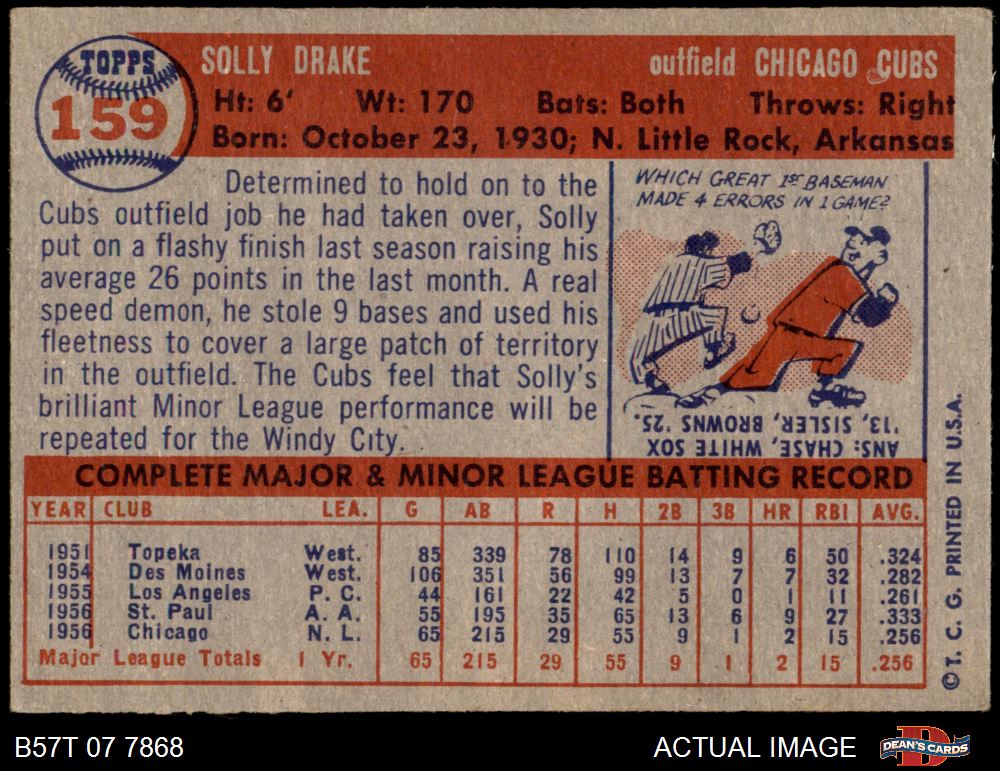 TOPPS
159
SOLLY DRAKE outfield CHICAGO CUBS
Ht: 6' Wt: 170 Bats: Both Throws: Right
Born: October 23, 1930; N. Little Rock, Arkansas
Determined to hold on to the
Cubs outfield job he had taken over, Solly
put on a flashy finish last season raising his
average 26 points in the last month. A real
speed demon, he stole 9 bases and used his
fleetness to cover a large patch of territory
in the outfield. The Cubs feel that Solly's
brilliant Minor League performance will be
repeated for the Windy City.
WHICH GREAT 1ST BASEMAN
MADE 4 ERRORS IN 1 GAME?
ANS: CHASE, WHITE SOX
'13, SISLER, BROWNS '25.
COMPLETE MAJOR & MINOR LEAGUE BATTING RECORD
YEAR CLUB LEA. G AB R H 2B 3B HR RBI AVG.
1951 Topeka West. 85 339 78 110 14 9 6 50 .324
1954 Des Moines West. 106 351 56 99 13 7 7 32 .282
1955 Los Angeles P. C. 44 161 22 42 5 0 1 11 .261
1956 St. Paul A. A. 55 195 35 65 13 6 9 27 .333
1956 Chicago N. L. 65 215 29 55 9 1 2 15 .256
Major League Totals 1 Yr. 65 215 29 55 9 1 2 15 .256
©T. C. G. PRINTED IN U.S.A.
B57T 07 7868 ACTUAL IMAGE
DEAN'S CARDS